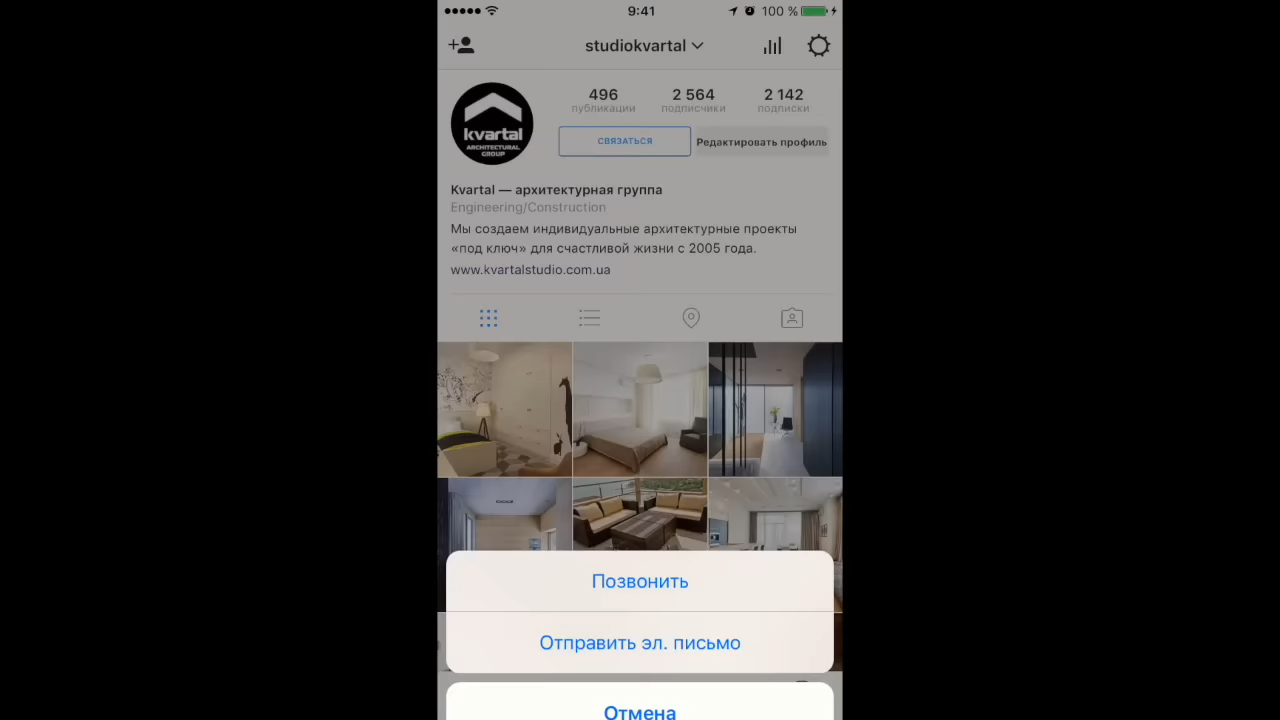 9:41
100 %
studiokvartal
496
2 564
2 142
публикации
подписчики
подписки
kvartal
ARCHITECTURAL
GROUP
СВЯЗАТЬСЯ
Редактировать профиль
Kvartal — архитектурная группа
Engineering/Construction
Мы создаем индивидуальные архитектурные проекты
«под ключ» для счастливой жизни с 2005 года.
www.kvartalstudio.com.ua
Позвонить
Отправить эл. письмо
Отмена